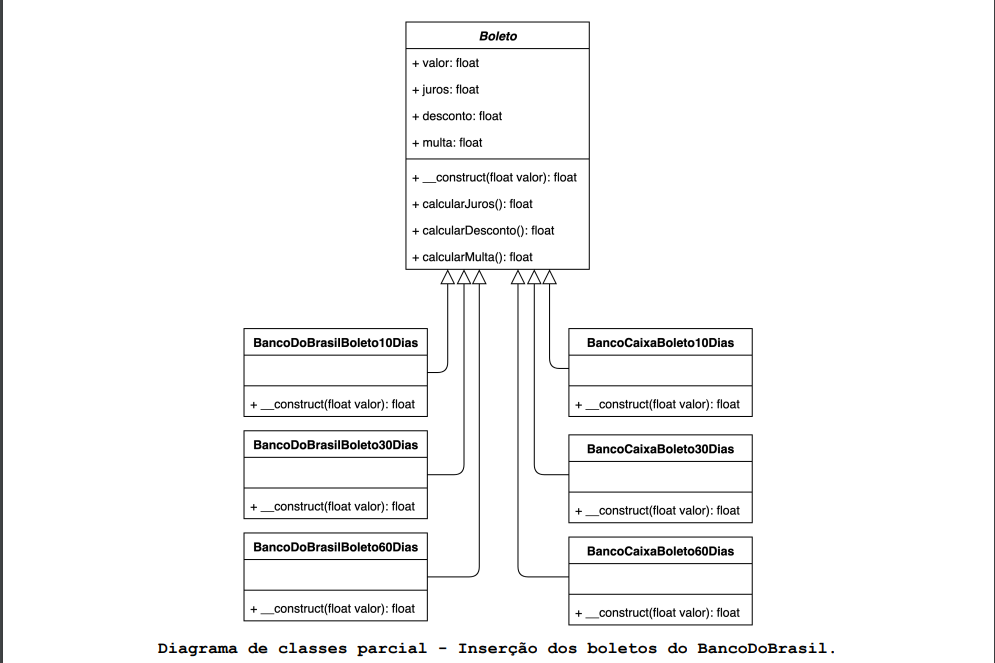 Boleto
+ valor: float
+ juros: float
+ desconto: float
+ multa: float
+ __construct(float valor): float
+ calcularJuros(): float
+ calcularDesconto(): float
+ calcularMulta(): float
BancoDoBrasilBoleto10Dias
+ __construct(float valor): float
BancoDoBrasilBoleto30Dias
+ __construct(float valor): float
BancoDoBrasilBoleto60Dias
+ __construct(float valor): float
BancoCaixaBoleto10Dias
+ __construct(float valor): float
BancoCaixaBoleto30Dias
+ __construct(float valor): float
BancoCaixaBoleto60Dias
+ __construct(float valor): float
Diagrama de classes parcial - Inserção dos boletos do BancoDoBrasil.